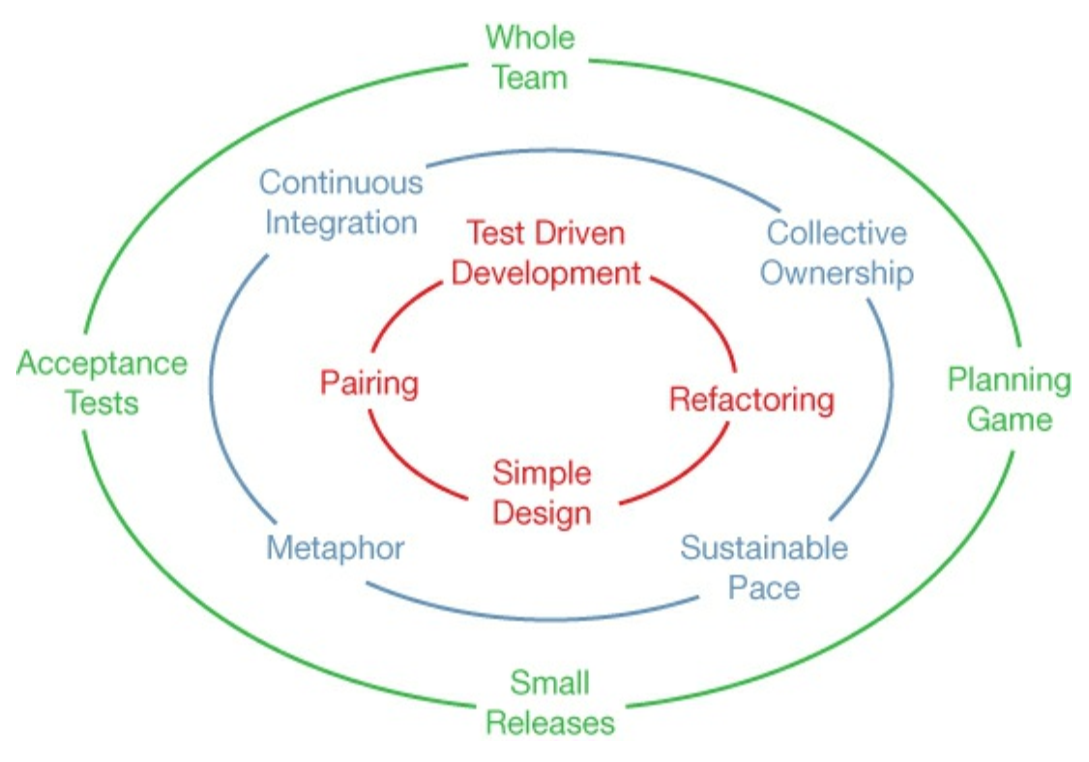 Whole
Team
Continuous
Integration
Test Driven
Development
Collective
Ownership
Acceptance
Tests
Pairing
Refactoring
Planning
Game
Simple
Design
Metaphor
Sustainable
Pace
Small
Releases